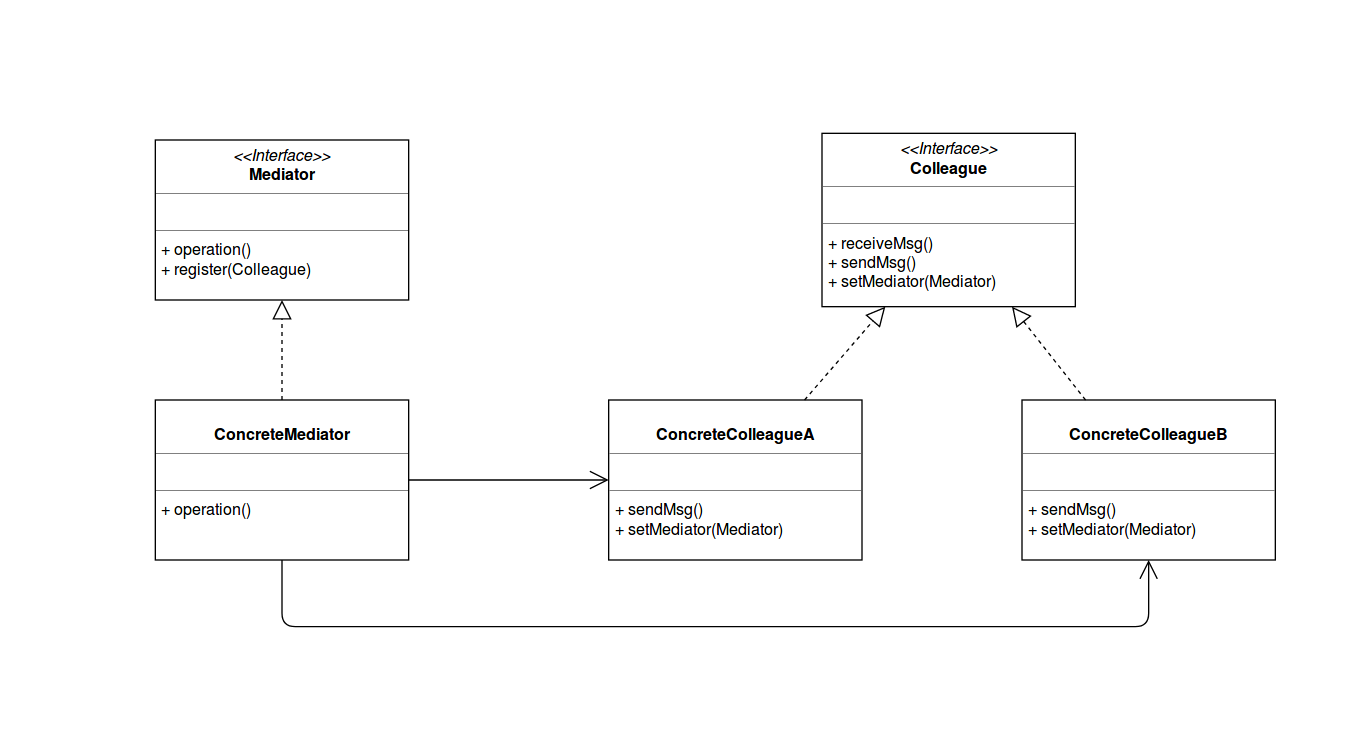 <<Interface>>
Mediator
+ operation()
+ register(Colleague)
<<Interface>>
Colleague
+ receiveMsg()
+ sendMsg()
+ setMediator(Mediator)
ConcreteMediator
+ operation()
ConcreteColleagueA
+ sendMsg()
+ setMediator(Mediator)
ConcreteColleagueB
+ sendMsg()
+ setMediator(Mediator)